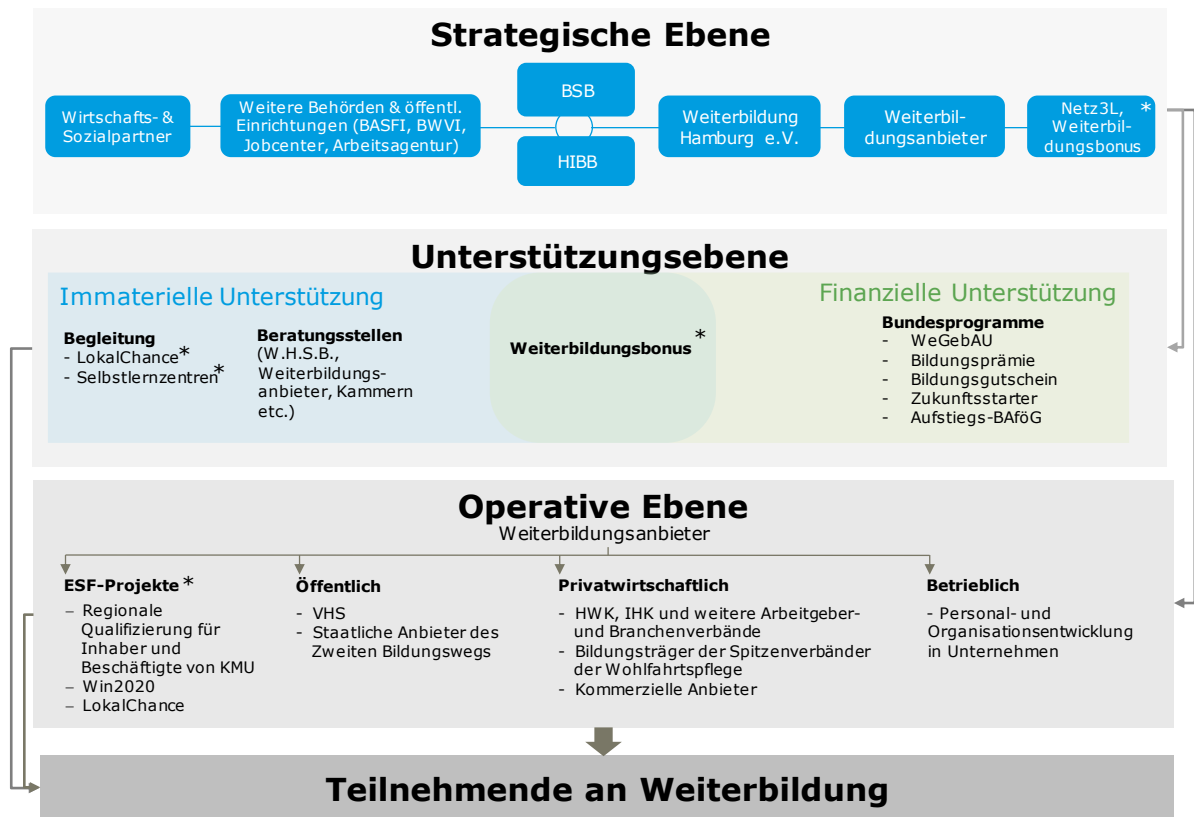 Strategische Ebene
Wirtschafts- &
Sozialpartner
Weitere Behörden & öffentl.
Einrichtungen (BASFI, BWVI,
Jobcenter, Arbeitsagentur)
BSB
HIBB
Weiterbildung
Hamburg e.V.
Weiterbil-
dungsanbieter
Netz3L, *
Weiterbil-
dungsbonus
Unterstützungsebene
Immaterielle Unterstützung
Begleitung
- LokalChance*
- Selbstlernzentren*
Beratungsstellen
(W.H.S.B.,
Weiterbildungs-
anbieter, Kammern
etc.)
Weiterbildungsbonus *
Finanzielle Unterstützung
Bundesprogramme
- WeGebAU
- Bildungsprämie
- Bildungsgutschein
- Zukunftsstarter
- Aufstiegs-BAföG
Operative Ebene
Weiterbildungsanbieter
ESF-Projekte *
– Regionale
Qualifizierung für
Inhaber und
Beschäftigte von KMU
– Win2020
– LokalChance
Öffentlich
- VHS
- Staatliche Anbieter des
Zweiten Bildungswegs
Privatwirtschaftlich
- HWK, IHK und weitere Arbeitgeber-
und Branchenverbände
- Bildungsträger der Spitzenverbänder
der Wohlfahrtspflege
- Kommerzielle Anbieter
Betrieblich
- Personal- und
Organisationsentwicklung
in Unternehmen
Teilnehmende an Weiterbildung